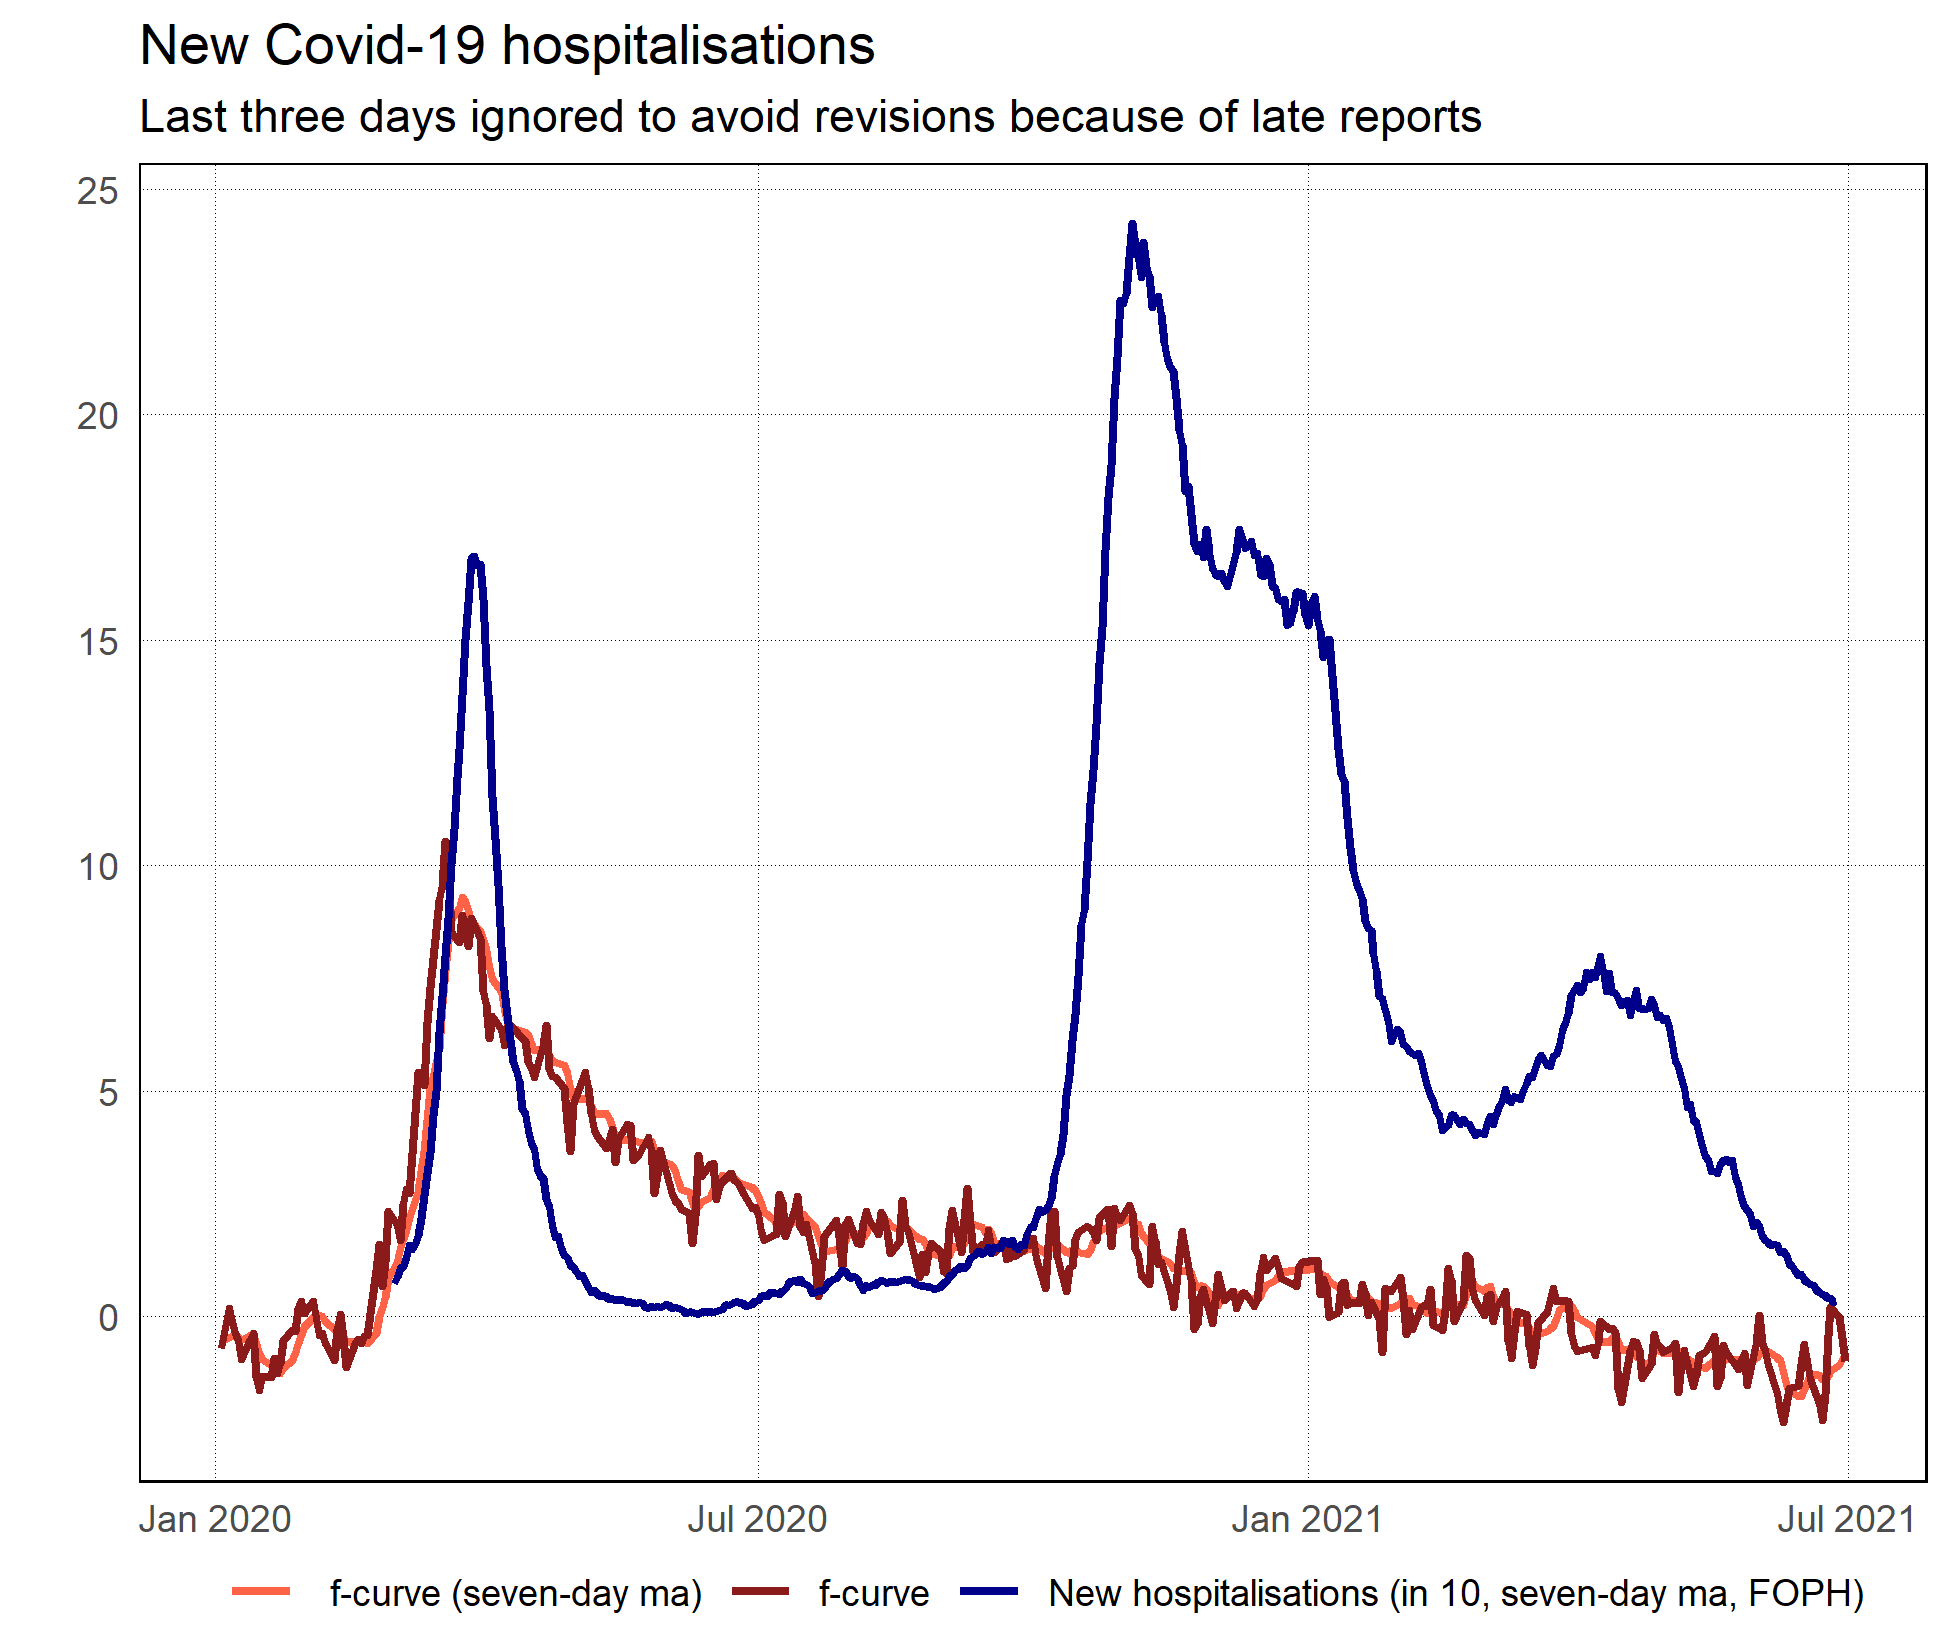 New Covid-19 hospitalisations
Last three days ignored to avoid revisions because of late reports
25
20
15
10
5
0
Jan 2020 Jul 2020 Jan 2021 Jul 2021
f-curve (seven-day ma) f-curve New hospitalisations (in 10, seven-day ma, FOPH)